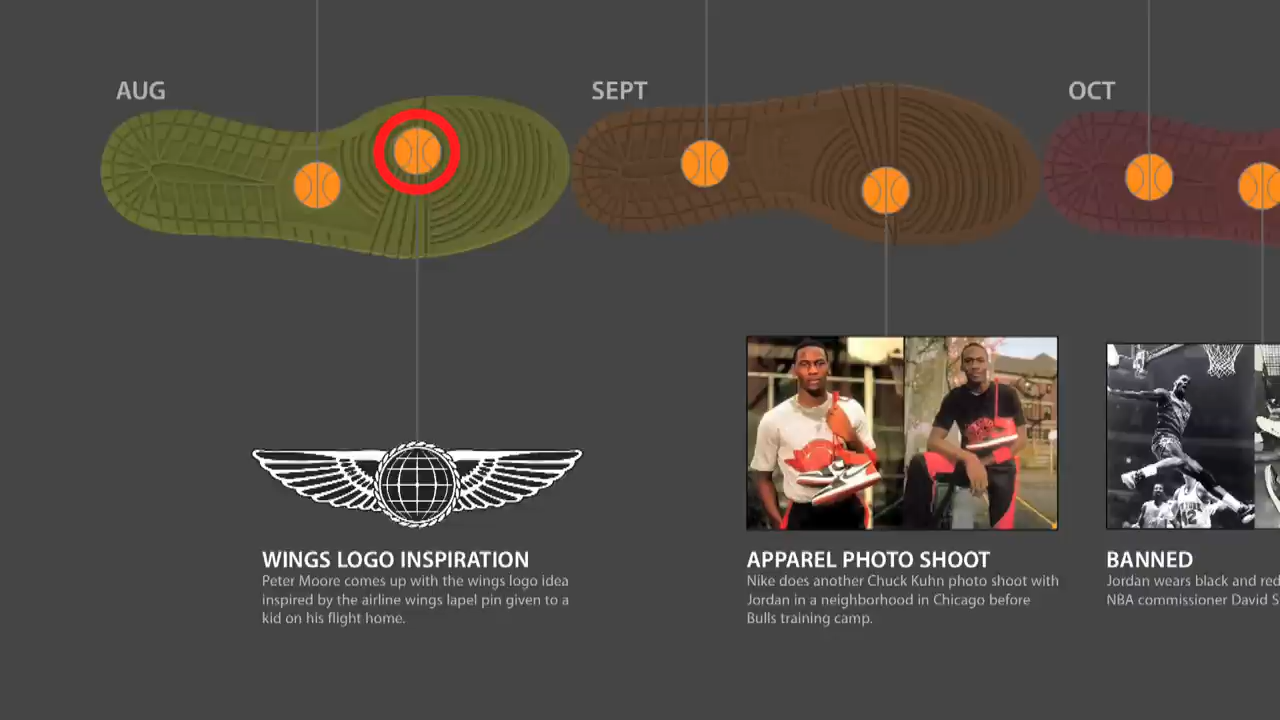 AUG
SEPT
OCT
WINGS LOGO INSPIRATION
Peter Moore comes up with the wings logo idea
inspired by the airline wings lapel pin given to a
kid on his flight home.
APPAREL PHOTO SHOOT
Nike does another Chuck Kuhn photo shoot with
Jordan in a neighborhood in Chicago before
Bulls training camp.
BANNED
Jordan wears black and red
NBA commissioner David S